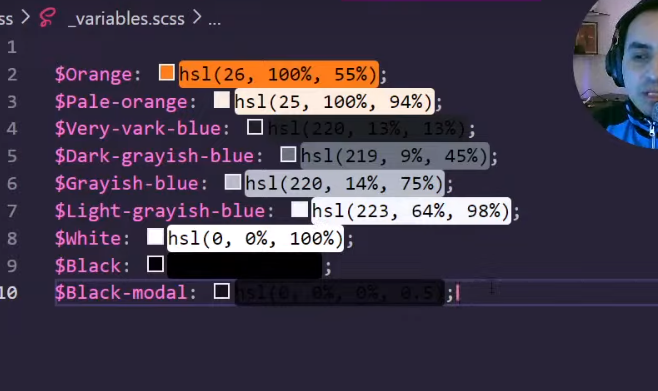 ss > _variables.scss > ...
1
2 $Orange: hsl(26, 100%, 55%);
3 $Pale-orange: hsl(25, 100%, 94%);
4 $Very-vark-blue: hsl(220, 13%, 13%);
5 $Dark-grayish-blue: hsl(219, 9%, 45%);
6 $Grayish-blue: hsl(220, 14%, 75%);
7 $Light-grayish-blue: hsl(223, 64%, 98%);
8 $White: hsl(0, 0%, 100%);
9 $Black: ;
10 $Black-modal: hsl(0, 0%, 0%, 0.5);